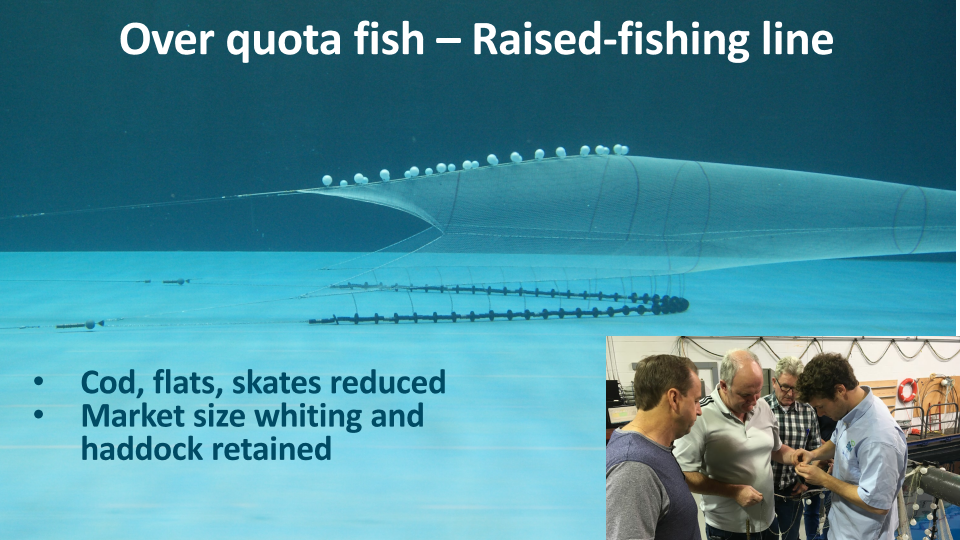 Over quota fish – Raised-fishing line
• Cod, flats, skates reduced
• Market size whiting and
haddock retained